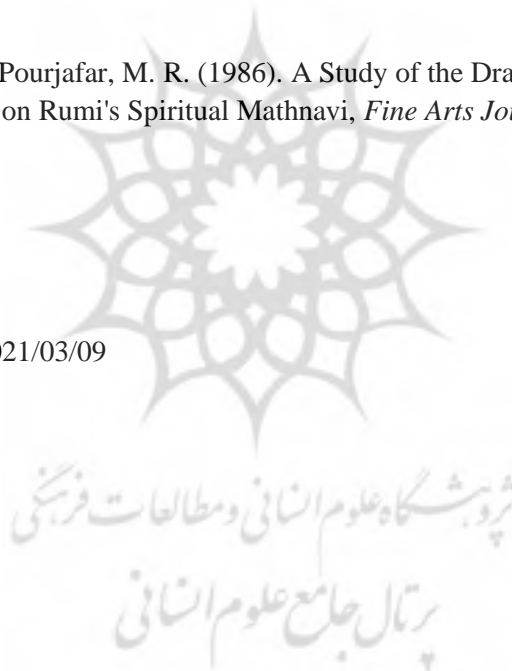 Pourjafar, M. R. (1986). A Study of the Dra
on Rumi's Spiritual Mathnavi, Fine Arts Jou
021/03/09
پژوهشگاه علوم انسانی و مطالعات فرهنگی
پرتال جامع علوم انسانی